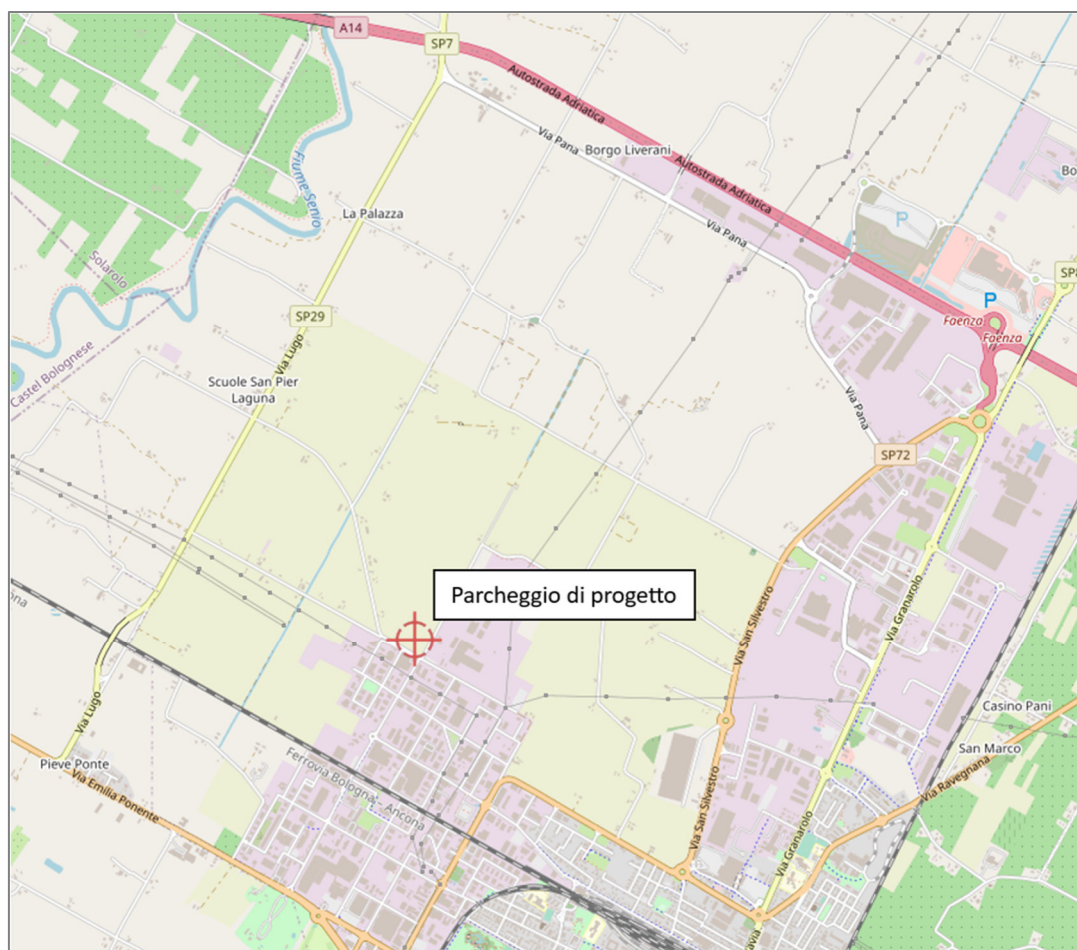 A14
SP7
Autostrada Adriatica
Via Pana
Borgo Liverani
Autostrada Adriatica
Bo
Fiume Senio
La Palazza
Via Pana
P
Solarolo
SP8
P
SP29
Faenza
Faenza
Via Lugo
Castel Bolognese
Scuole San Pier
Laguna
Via Pana
SP72
Parcheggio di progetto
ona
Via San Silvestro
Via Granarolo
Via Lugo
Casino Pani
San Marco
Pieve Ponte
Ferrovia Bologna - Ancona
Via Emilia Ponente
Via Ravegnana
Via San Silvestro
Via Granarolo